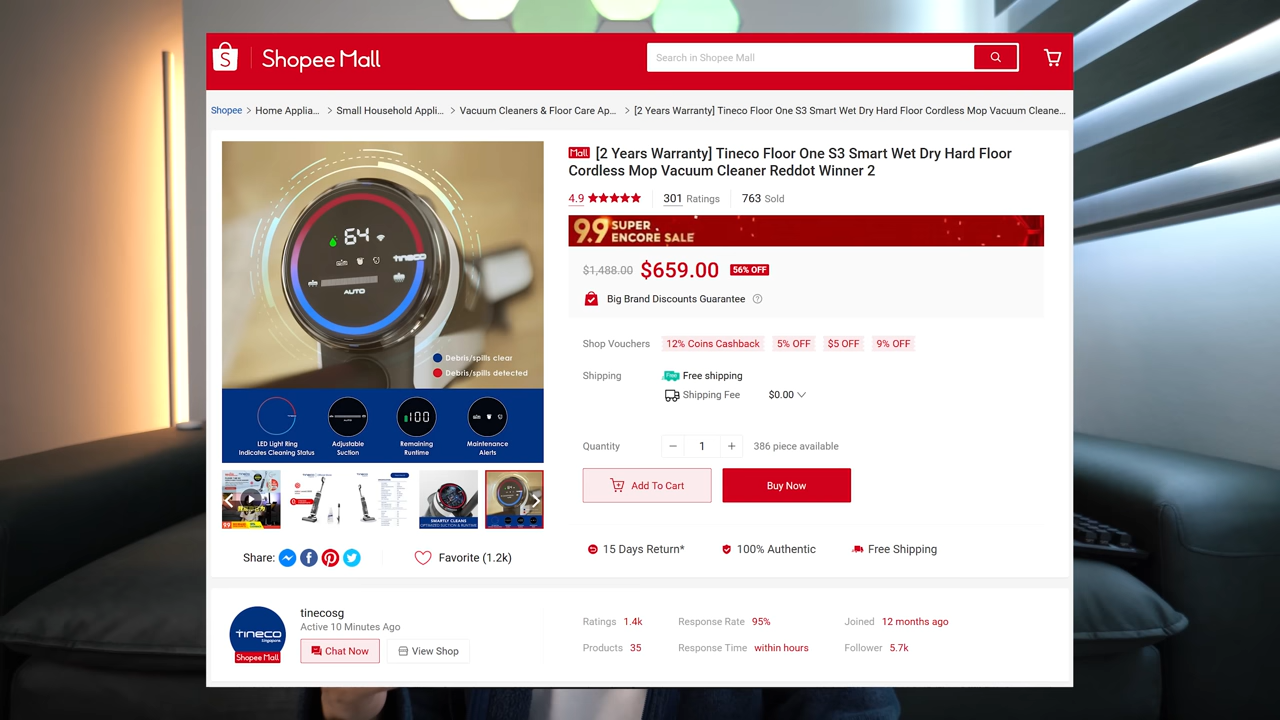 Shopee Mall
Search in Shopee Mall
Shopee > Home Applia... > Small Household Appli... > Vacuum Cleaners & Floor Care Ap... > [2 Years Warranty] Tineco Floor One S3 Smart Wet Dry Hard Floor Cordless Mop Vacuum Cleane...
64
TINECO
AUTO
Debris/spills clear
Debris/spills detected
LED Light Ring
Indicates Cleaning Status
Adjustable
Suction
100
Remaining
Runtime
Maintenance
Alerts
SMARTLY CLEANS
Share:
Favorite (1.2k)
Mall [2 Years Warranty] Tineco Floor One S3 Smart Wet Dry Hard Floor
Cordless Mop Vacuum Cleaner Reddot Winner 2
4.9
301 Ratings
763 Sold
9.9 SUPER
ENCORE SALE
$1,488.00 $659.00 56% OFF
Big Brand Discounts Guarantee
Shop Vouchers 12% Coins Cashback 5% OFF $5 OFF 9% OFF
Shipping Free shipping
Shipping Fee $0.00
Quantity 1 386 piece available
Add To Cart
Buy Now
15 Days Return*
100% Authentic
Free Shipping
TINECO
Singapore
Shopee Mall
tinecosg
Active 10 Minutes Ago
Chat Now
View Shop
Ratings 1.4k Response Rate 95% Joined 12 months ago
Products 35 Response Time within hours Follower 5.7k